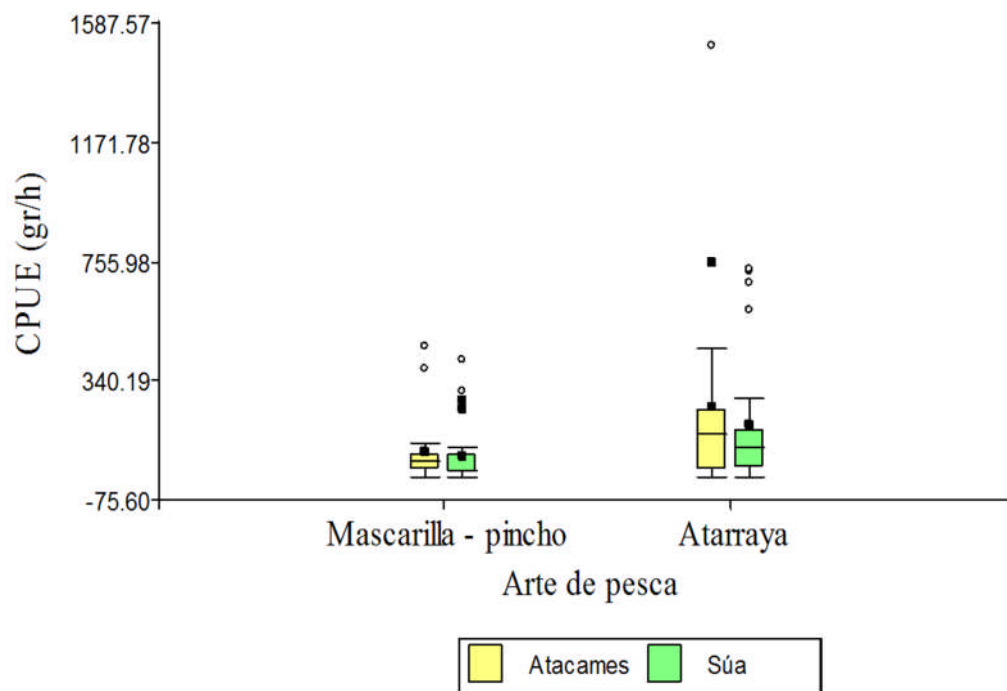 1587.57
1171.78
755.98
340.19
-75.60
CPUE (gr/h)
Mascarilla - pincho
Atarraya
Arte de pesca
Atacames
Súa